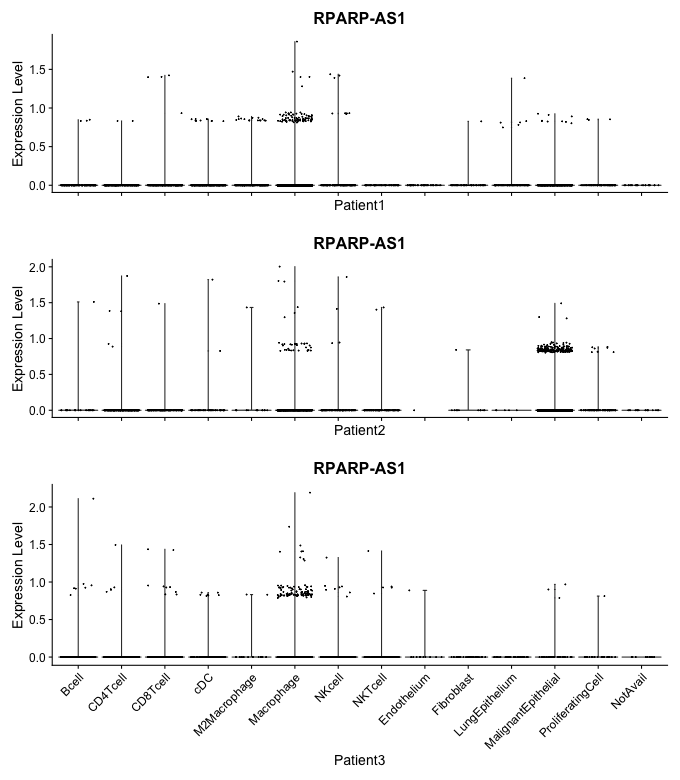 RPARP-AS1
Expression Level
1.5
1.0
0.5
0.0
Patient1
RPARP-AS1
Expression Level
2.0
1.5
1.0
0.5
0.0
Patient2
RPARP-AS1
Expression Level
2.0
1.5
1.0
0.5
0.0
Bcell
CD4Tcell
CD8Tcell
cDC
M2Macrophage
Macrophage
NKcell
NKTcell
Endothelium
Fibroblast
LungEpithelium
MalignantEpithelial
ProliferatingCell
NotAvail
Patient3